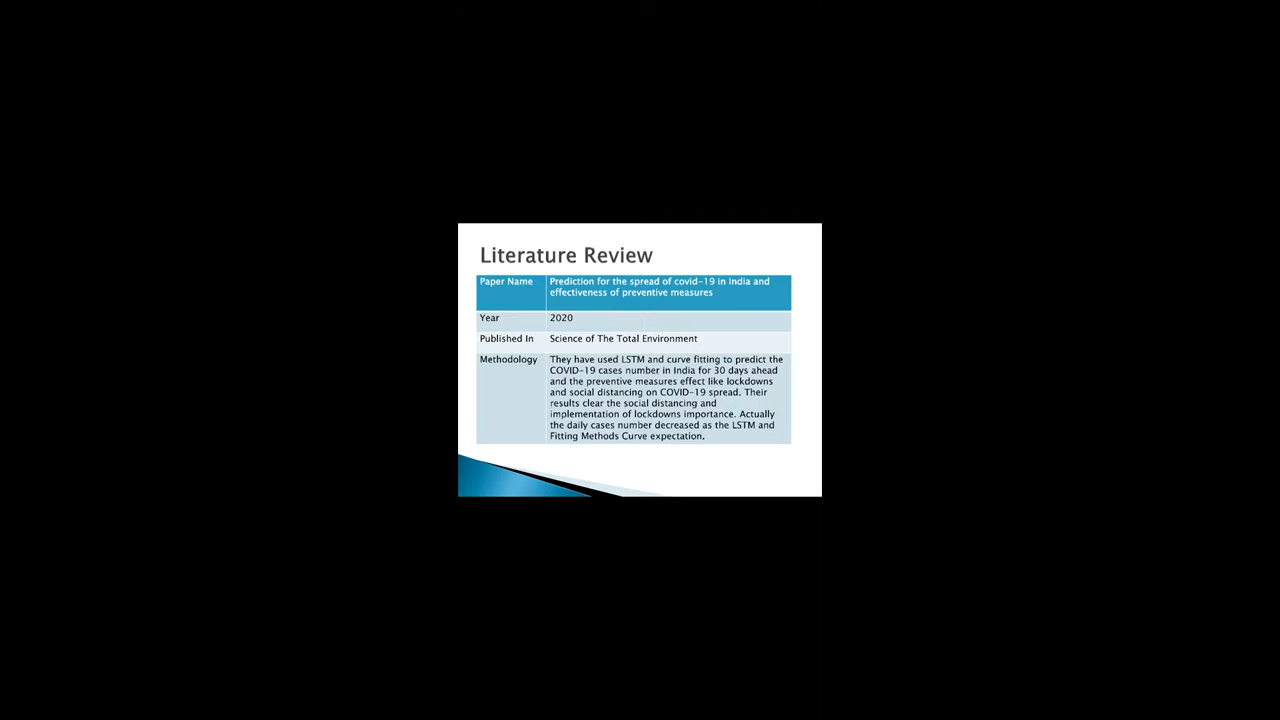 Literature Review
Paper Name
Prediction for the spread of covid-19 in India and
effectiveness of preventive measures
Year
2020
Published In
Science of The Total Environment
Methodology
They have used LSTM and curve fitting to predict the
COVID-19 cases number in India for 30 days ahead
and the preventive measures effect like lockdowns
and social distancing on COVID-19 spread. Their
results clear the social distancing and
implementation of lockdowns importance. Actually
the daily cases number decreased as the LSTM and
Fitting Methods Curve expectation.